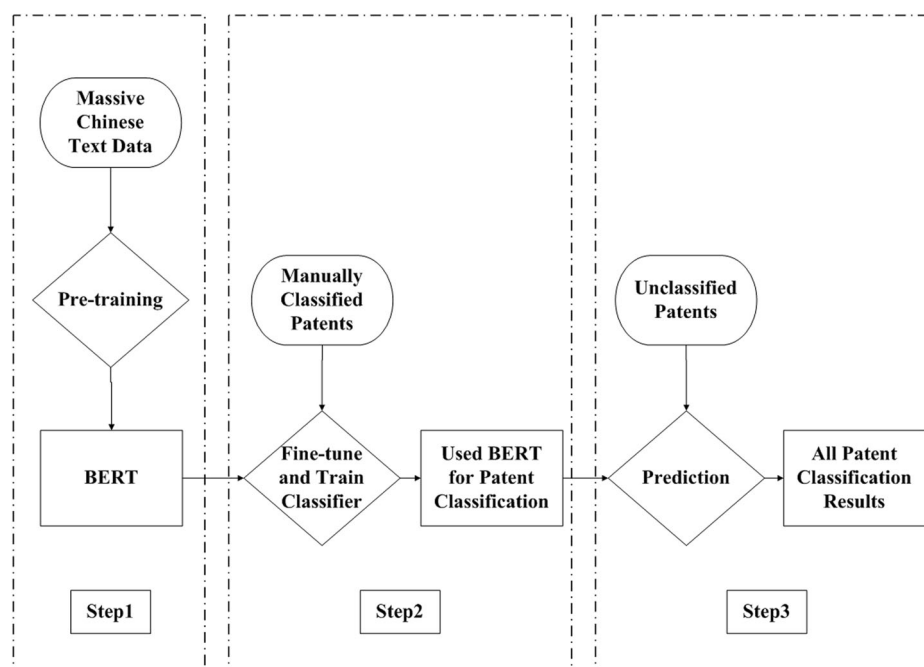 Massive
Chinese
Text Data
Pre-training
BERT
Step1
Manually
Classified
Patents
Fine-tune
and Train
Classifier
Used BERT
for Patent
Classification
Step2
Unclassified
Patents
Prediction
All Patent
Classification
Results
Step3